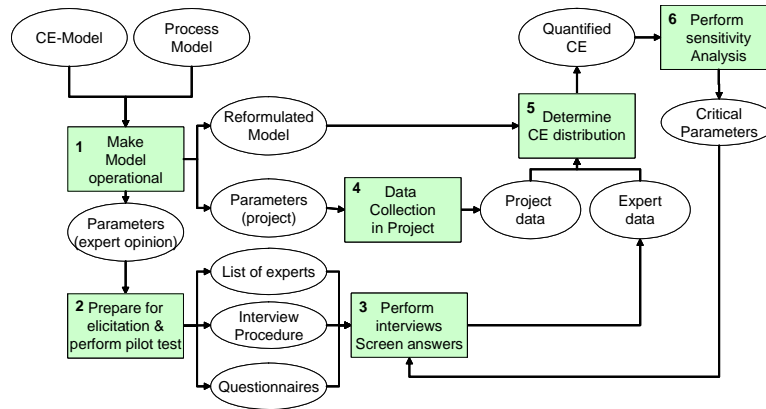 CE-Model
Process
Model
Quantified
CE
6 Perform
sensitivity
Analysis
Reformulated
Model
5 Determine
CE distribution
Critical
Parameters
1 Make
Model
operational
Parameters
(project)
4 Data
Collection
in Project
Project
data
Expert
data
Parameters
(expert opinion)
List of experts
2 Prepare for
elicitation &
perform pilot test
Interview
Procedure
3 Perform
interviews
Screen answers
Questionnaires